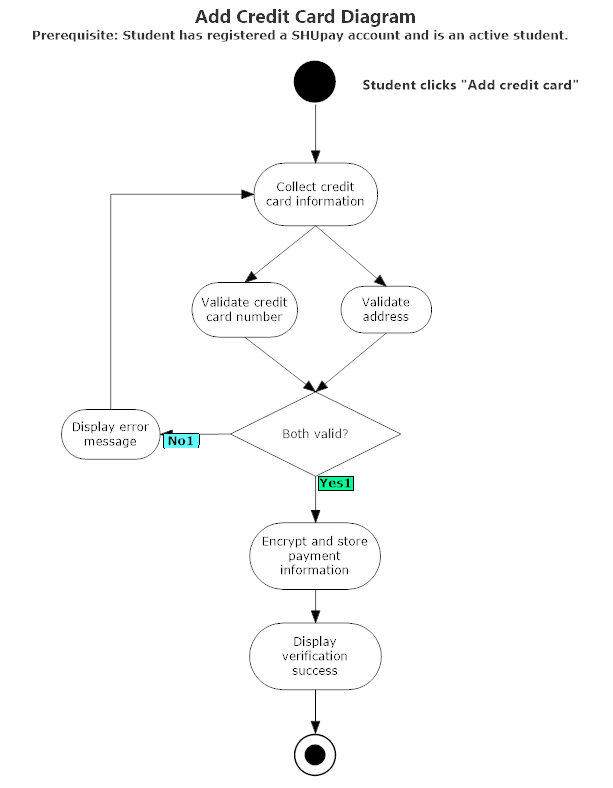 Add Credit Card Diagram
Prerequisite: Student has registered a SHUpay account and is an active student.
Student clicks "Add credit card"
Collect credit
card information
Validate credit
card number
Validate
address
Both valid?
Display error
message
No1
Yes1
Encrypt and store
payment
information
Display
verification
success